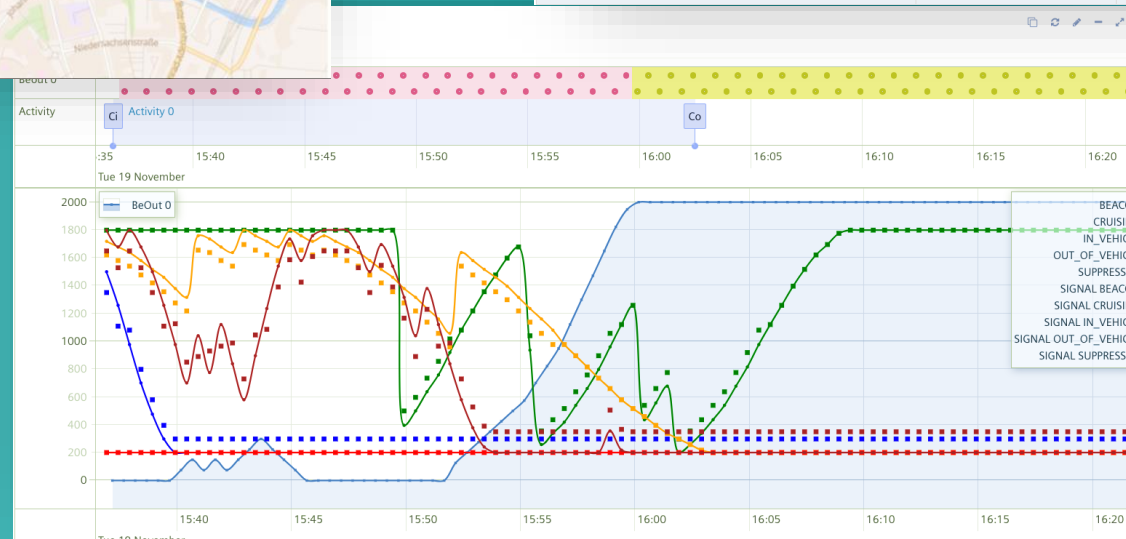 Niedersachsenstraße
BeOut 0
Activity
Ci
Activity 0
Co
:35
15:40
15:45
15:50
15:55
16:00
16:05
16:10
16:15
16:20
Tue 19 November
2000
1800
1600
1400
1200
1000
800
600
400
200
0
BeOut 0
BEACO
CRUISI
IN_VEHIC
OUT_OF_VEHIC
SUPPRESS
SIGNAL BEACO
SIGNAL CRUISI
SIGNAL IN_VEHIC
SIGNAL OUT_OF_VEHIC
SIGNAL SUPPRESS
15:40
15:45
15:50
15:55
16:00
16:05
16:10
16:15
16:20
Tue 19 November